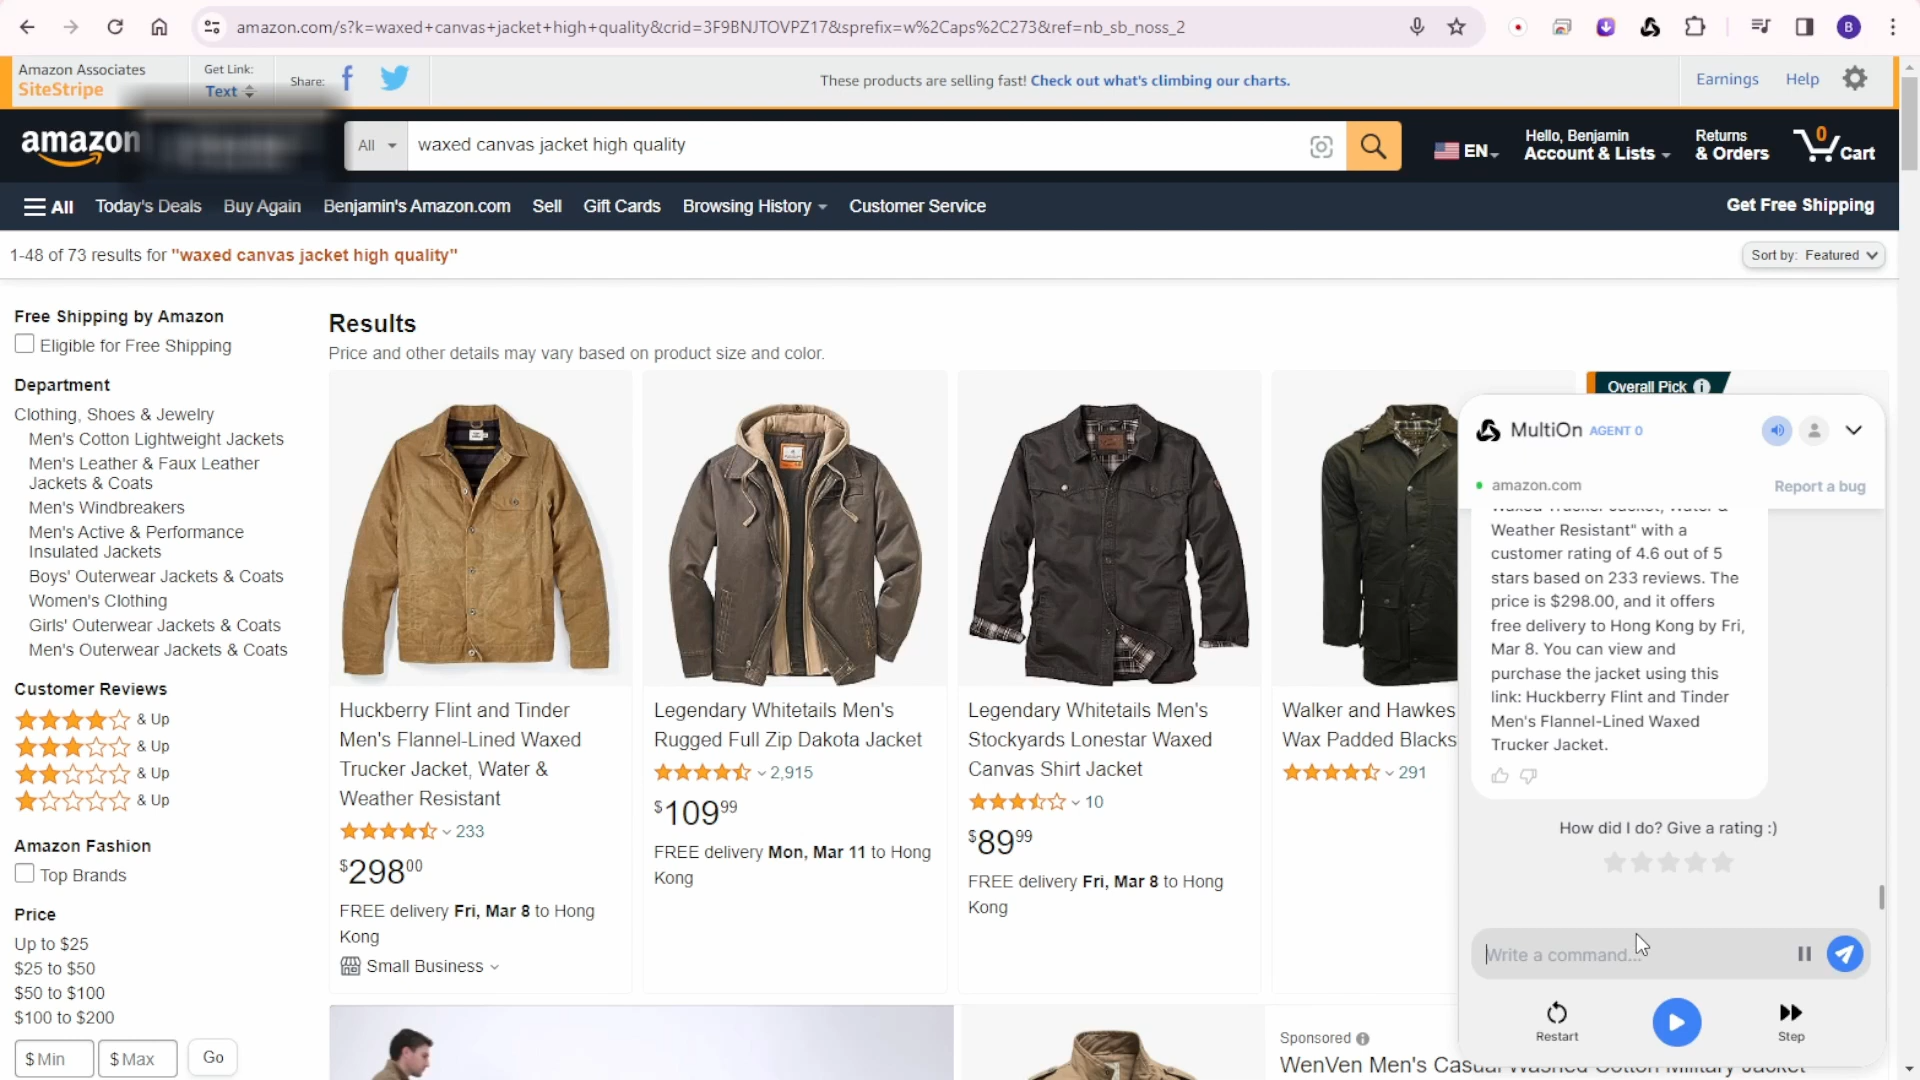 amazon.com/s?k=waxed+canvas+jacket+high+quality&crid=3F9BNJTOVPZ17&sprefix=w%2Caps%2C273&ref=nb_sb_noss_2
B
Amazon Associates
SiteStripe
Get Link:
Text
Share:
These products are selling fast! Check out what's climbing our charts.
Earnings
Help
amazon
All
waxed canvas jacket high quality
EN
Hello, Benjamin
Account & Lists
Returns
& Orders
0
Cart
All
Today's Deals
Buy Again
Benjamin's Amazon.com
Sell
Gift Cards
Browsing History
Customer Service
Get Free Shipping
1-48 of 73 results for "waxed canvas jacket high quality"
Sort by: Featured
Free Shipping by Amazon
Eligible for Free Shipping
Department
Clothing, Shoes & Jewelry
Men's Cotton Lightweight Jackets
Men's Leather & Faux Leather
Jackets & Coats
Men's Windbreakers
Men's Active & Performance
Insulated Jackets
Boys' Outerwear Jackets & Coats
Women's Clothing
Girls' Outerwear Jackets & Coats
Men's Outerwear Jackets & Coats
Customer Reviews
& Up
& Up
& Up
& Up
Amazon Fashion
Top Brands
Price
Up to $25
$25 to $50
$50 to $100
$100 to $200
$ Min
$ Max
Go
Results
Price and other details may vary based on product size and color.
Huckberry Flint and Tinder
Men's Flannel-Lined Waxed
Trucker Jacket, Water &
Weather Resistant
233
$298.00
FREE delivery Fri, Mar 8 to Hong
Kong
Small Business
Legendary Whitetails Men's
Rugged Full Zip Dakota Jacket
2,915
$109.99
FREE delivery Mon, Mar 11 to Hong
Kong
Legendary Whitetails Men's
Stockyards Lonestar Waxed
Canvas Shirt Jacket
10
$89.99
FREE delivery Fri, Mar 8 to Hong
Kong
Walker and Hawkes
Wax Padded Blacks
291
Overall Pick
Sponsored
WenVen Men's Casual Washed Cotton Military Jacket
MultiOn AGENT 0
amazon.com
Report a bug
Waxed Trucker Jacket, Water &
Weather Resistant" with a
customer rating of 4.6 out of 5
stars based on 233 reviews. The
price is $298.00, and it offers
free delivery to Hong Kong by Fri,
Mar 8. You can view and
purchase the jacket using this
link: Huckberry Flint and Tinder
Men's Flannel-Lined Waxed
Trucker Jacket.
How did I do? Give a rating :)
Write a command...
Restart
Step